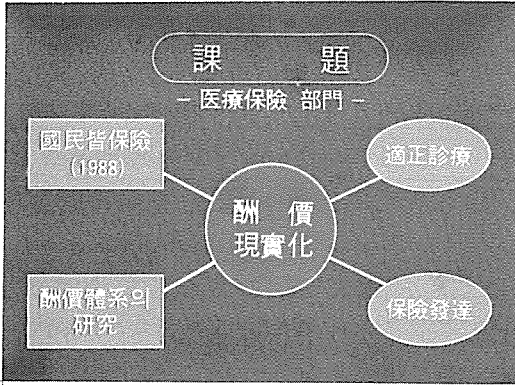 課 題
– 医療保險 部門 –
國民皆保險
(1988)
適正診療
酬 價
現實化
酬價體系의
研究
保險發達